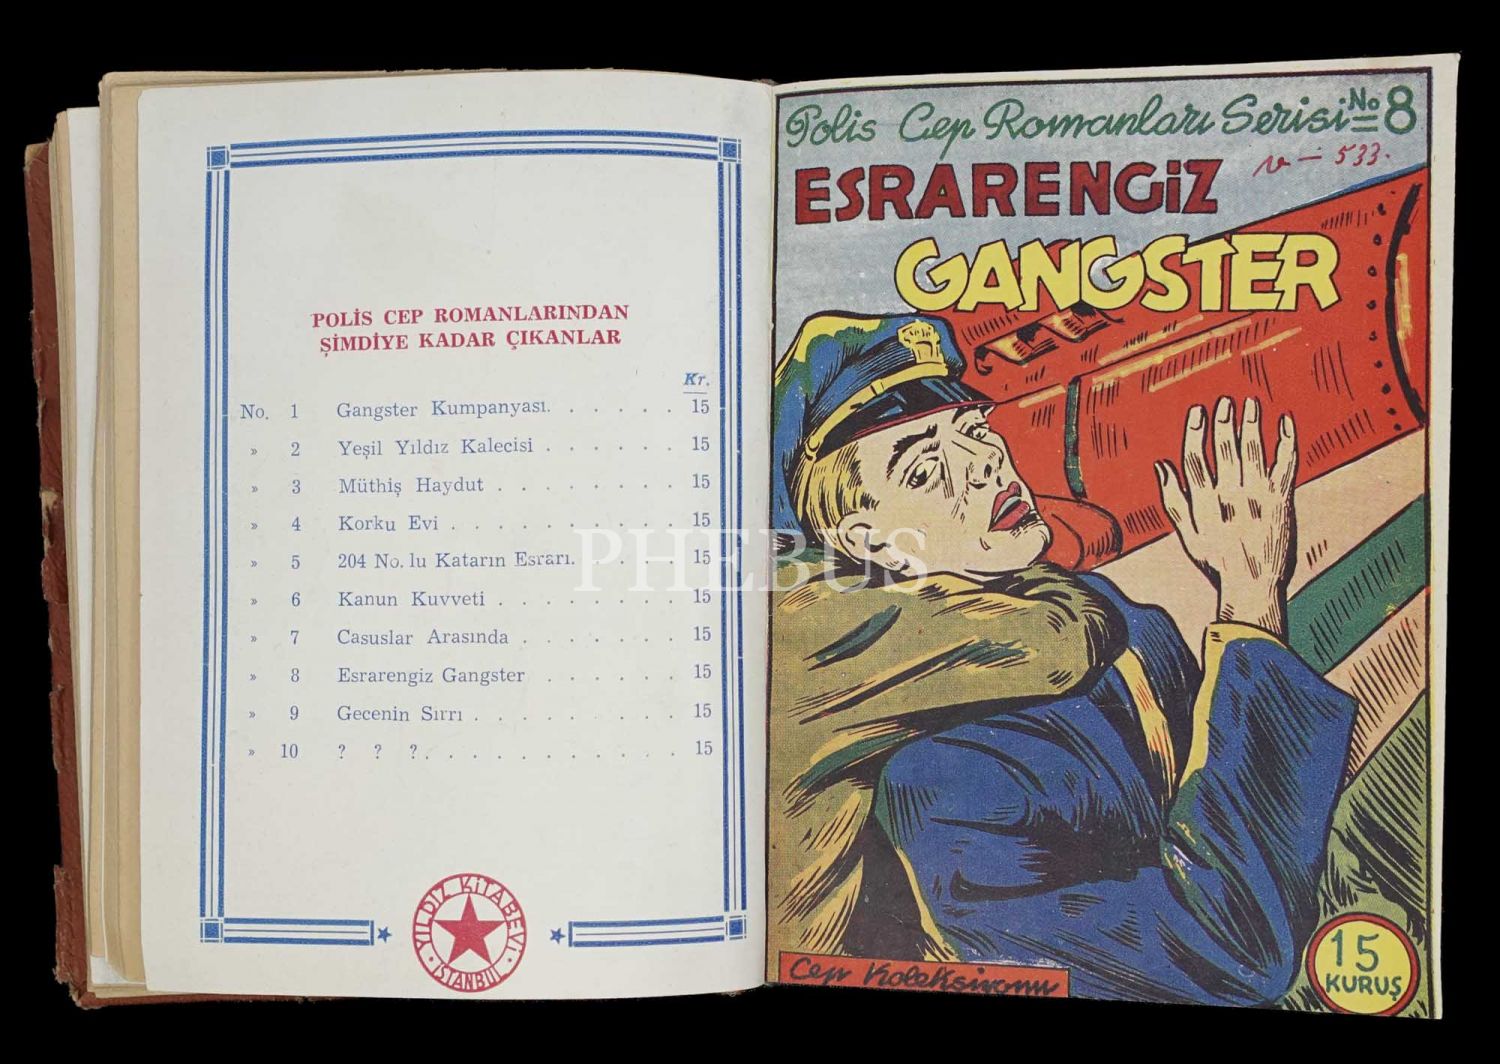 POLİS CEP ROMANLARINDAN
ŞİMDİYE KADAR ÇIKANLAR
Kr.
No. 1 Gangster Kumpanyası. . . . . . 15
» 2 Yeşil Yıldız Kalecisi . . . . . . 15
» 3 Müthiş Haydut . . . . . . . . 15
» 4 Korku Evi . . . . . . . . . 15
» 5 204 No. lu Katarın Esrarı. . . . . 15
» 6 Kanun Kuvveti . . . . . . . . 15
» 7 Casuslar Arasında . . . . . . . 15
» 8 Esrarengiz Gangster . . . . . . 15
» 9 Gecenin Sırrı . . . . . . . . . 15
» 10 ? ? ?. . . . . . . . . . 15
YILDIZ KİTABEVİ
İSTANBUL
PHEBUS
Polis Cep Romanları Serisi No 8
ESRARENGİZ
533.
GANGSTER
Cep Koleksiyonu
15
KURUŞ